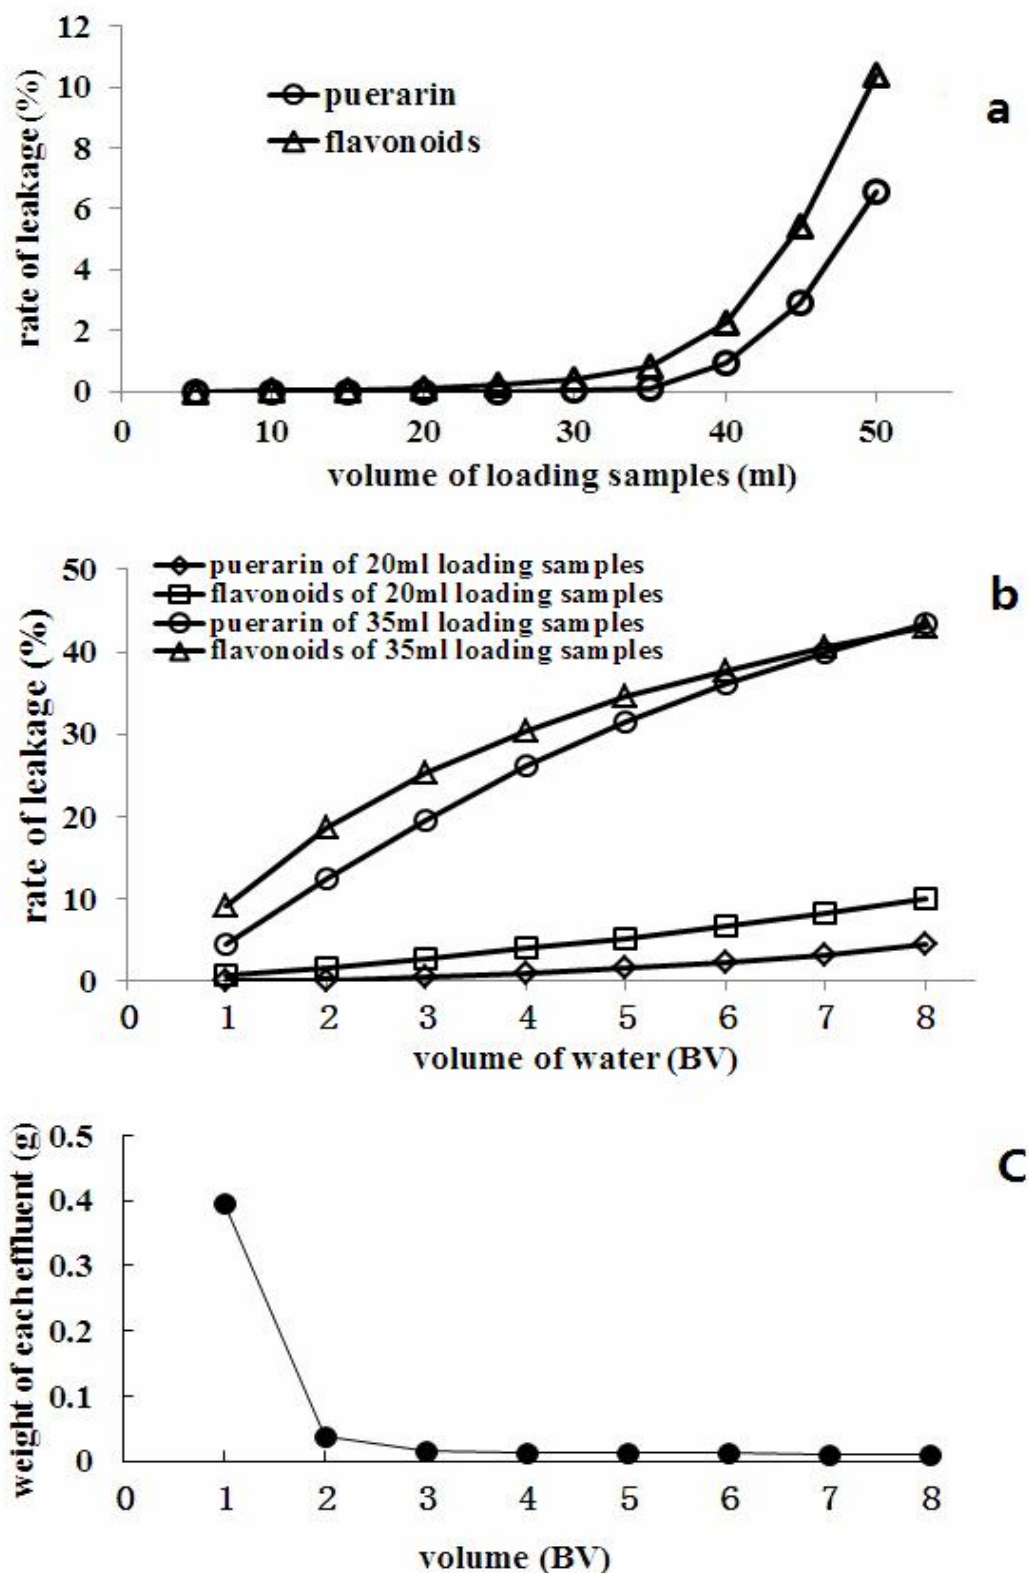 12
10
8
6
4
2
0
rate of leakage (%)
puerarin
flavonoids
a
0 10 20 30 40 50
volume of loading samples (ml)
50
40
30
20
10
0
rate of leakage (%)
puerarin of 20ml loading samples
flavonoids of 20ml loading samples
puerarin of 35ml loading samples
flavonoids of 35ml loading samples
b
0 1 2 3 4 5 6 7 8
volume of water (BV)
0.5
0.4
0.3
0.2
0.1
0
weight of each effluent (g)
C
0 1 2 3 4 5 6 7 8
volume (BV)